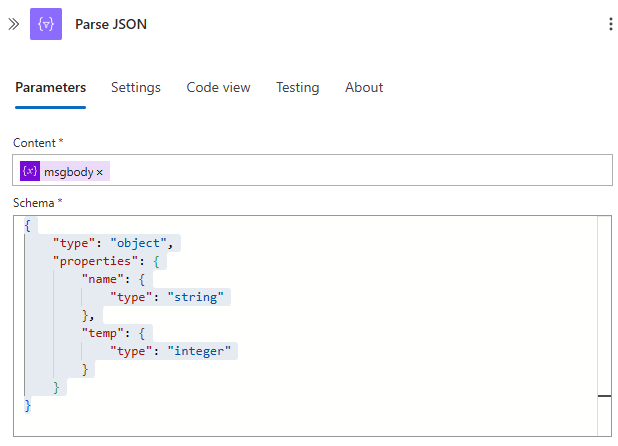 Parse JSON
Parameters Settings Code view Testing About
Content *
{x} msgbody ×
Schema *
{
    "type": "object",
    "properties": {
        "name": {
            "type": "string"
        },
        "temp": {
            "type": "integer"
        }
    }
}